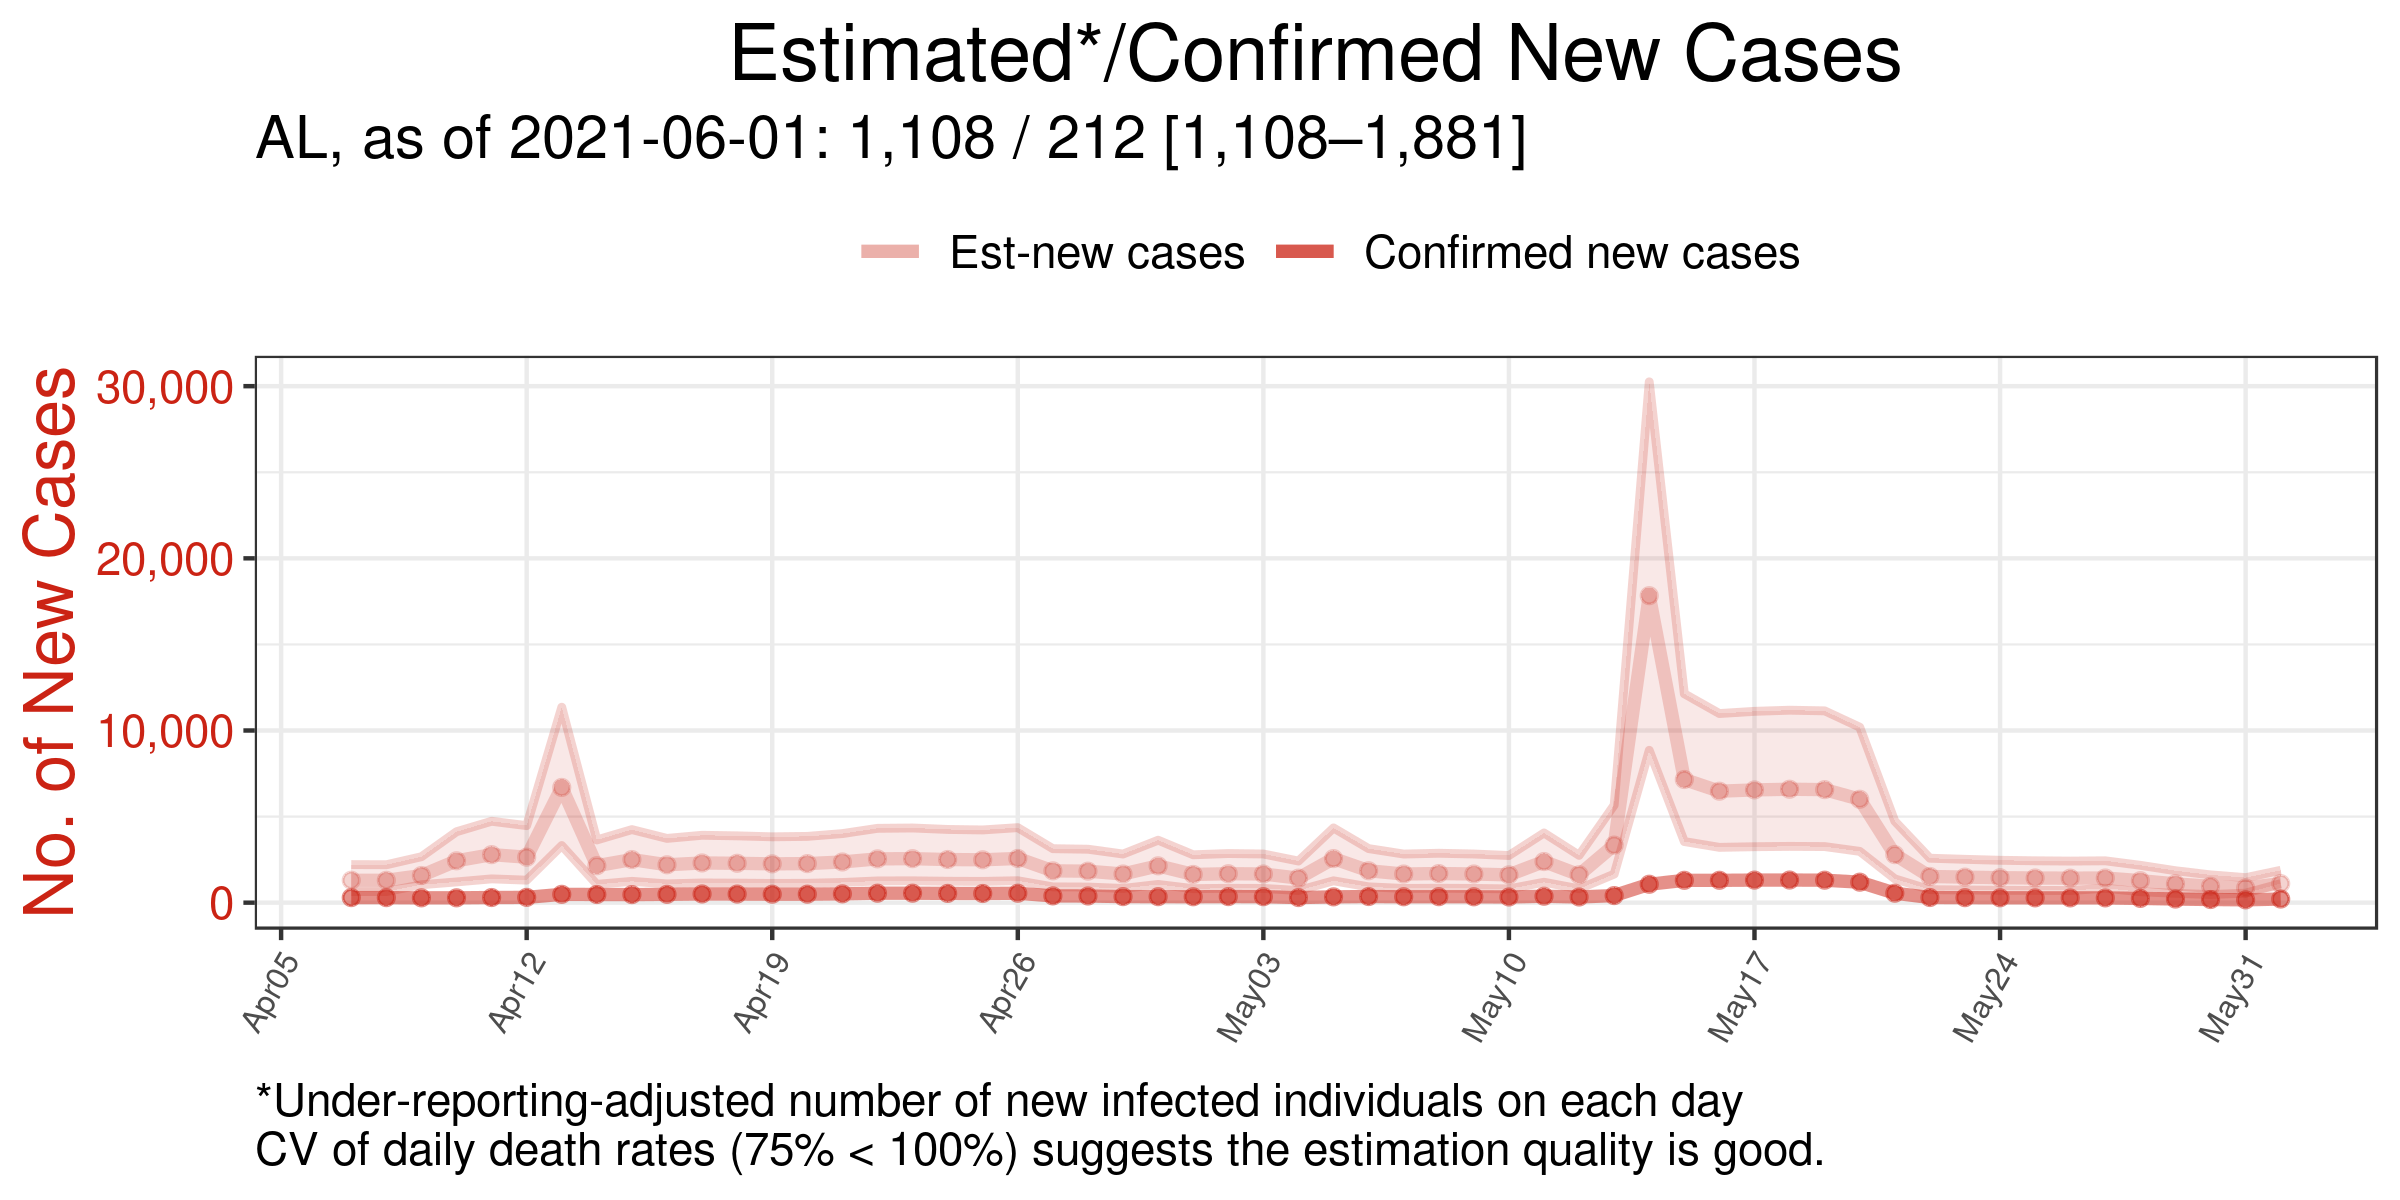 Estimated*/Confirmed New Cases
AL, as of 2021-06-01: 1,108 / 212 [1,108–1,881]
Est-new cases Confirmed new cases
No. of New Cases
30,000
20,000
10,000
0
Apr05 Apr12 Apr19 Apr26 May03 May10 May17 May24 May31
*Under-reporting-adjusted number of new infected individuals on each day
CV of daily death rates (75% < 100%) suggests the estimation quality is good.